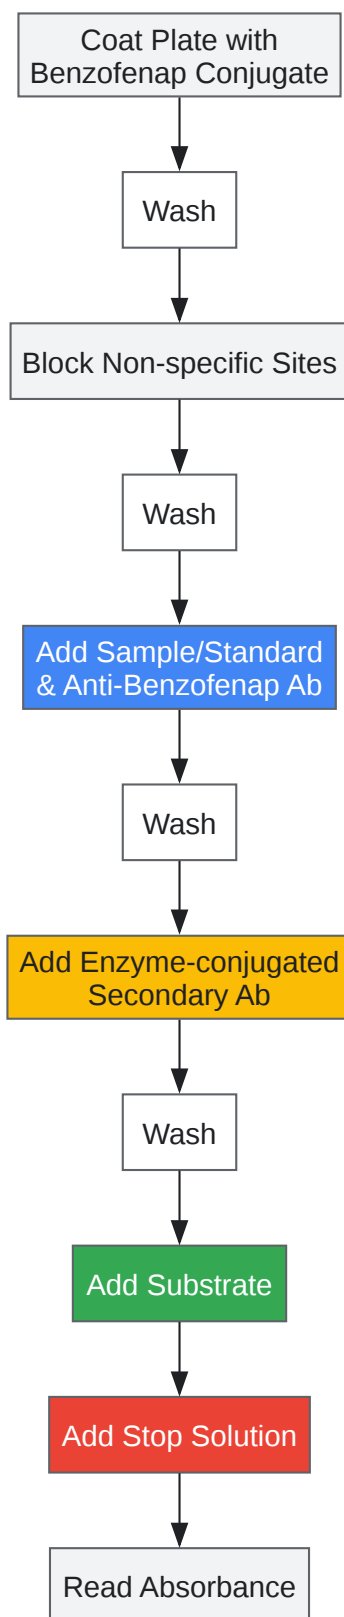 Coat Plate with
Benzofenap Conjugate
Wash
Block Non-specific Sites
Wash
Add Sample/Standard
& Anti-Benzofenap Ab
Wash
Add Enzyme-conjugated
Secondary Ab
Wash
Add Substrate
Add Stop Solution
Read Absorbance